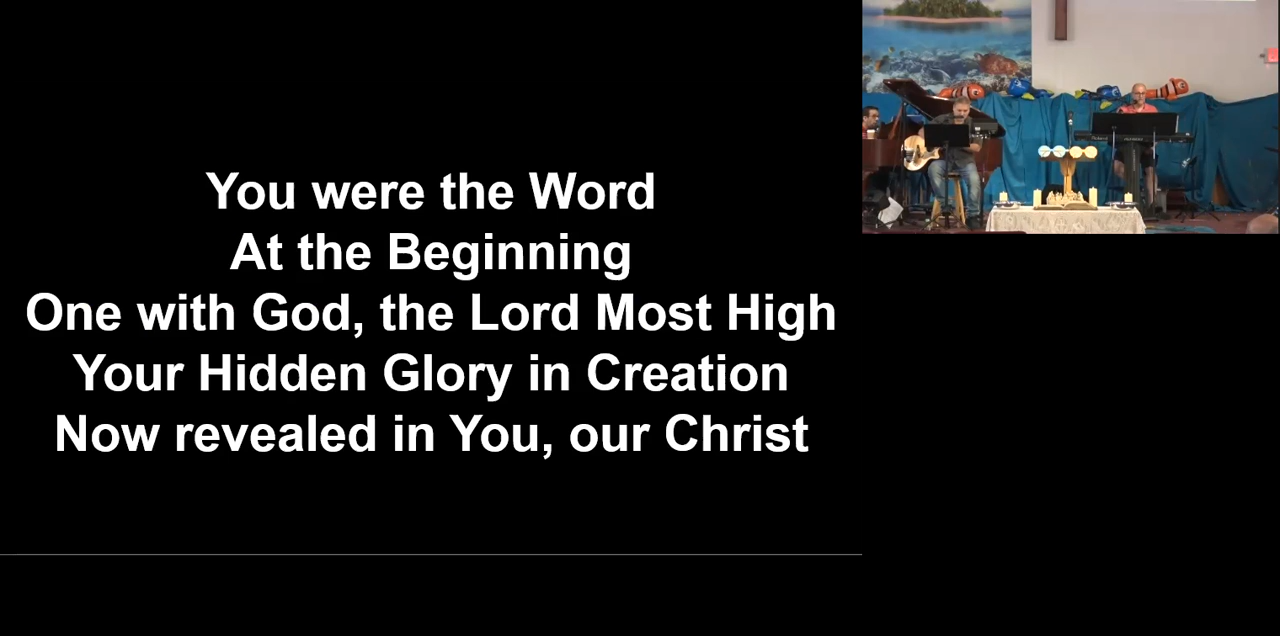 You were the Word
At the Beginning
One with God, the Lord Most High
Your Hidden Glory in Creation
Now revealed in You, our Christ